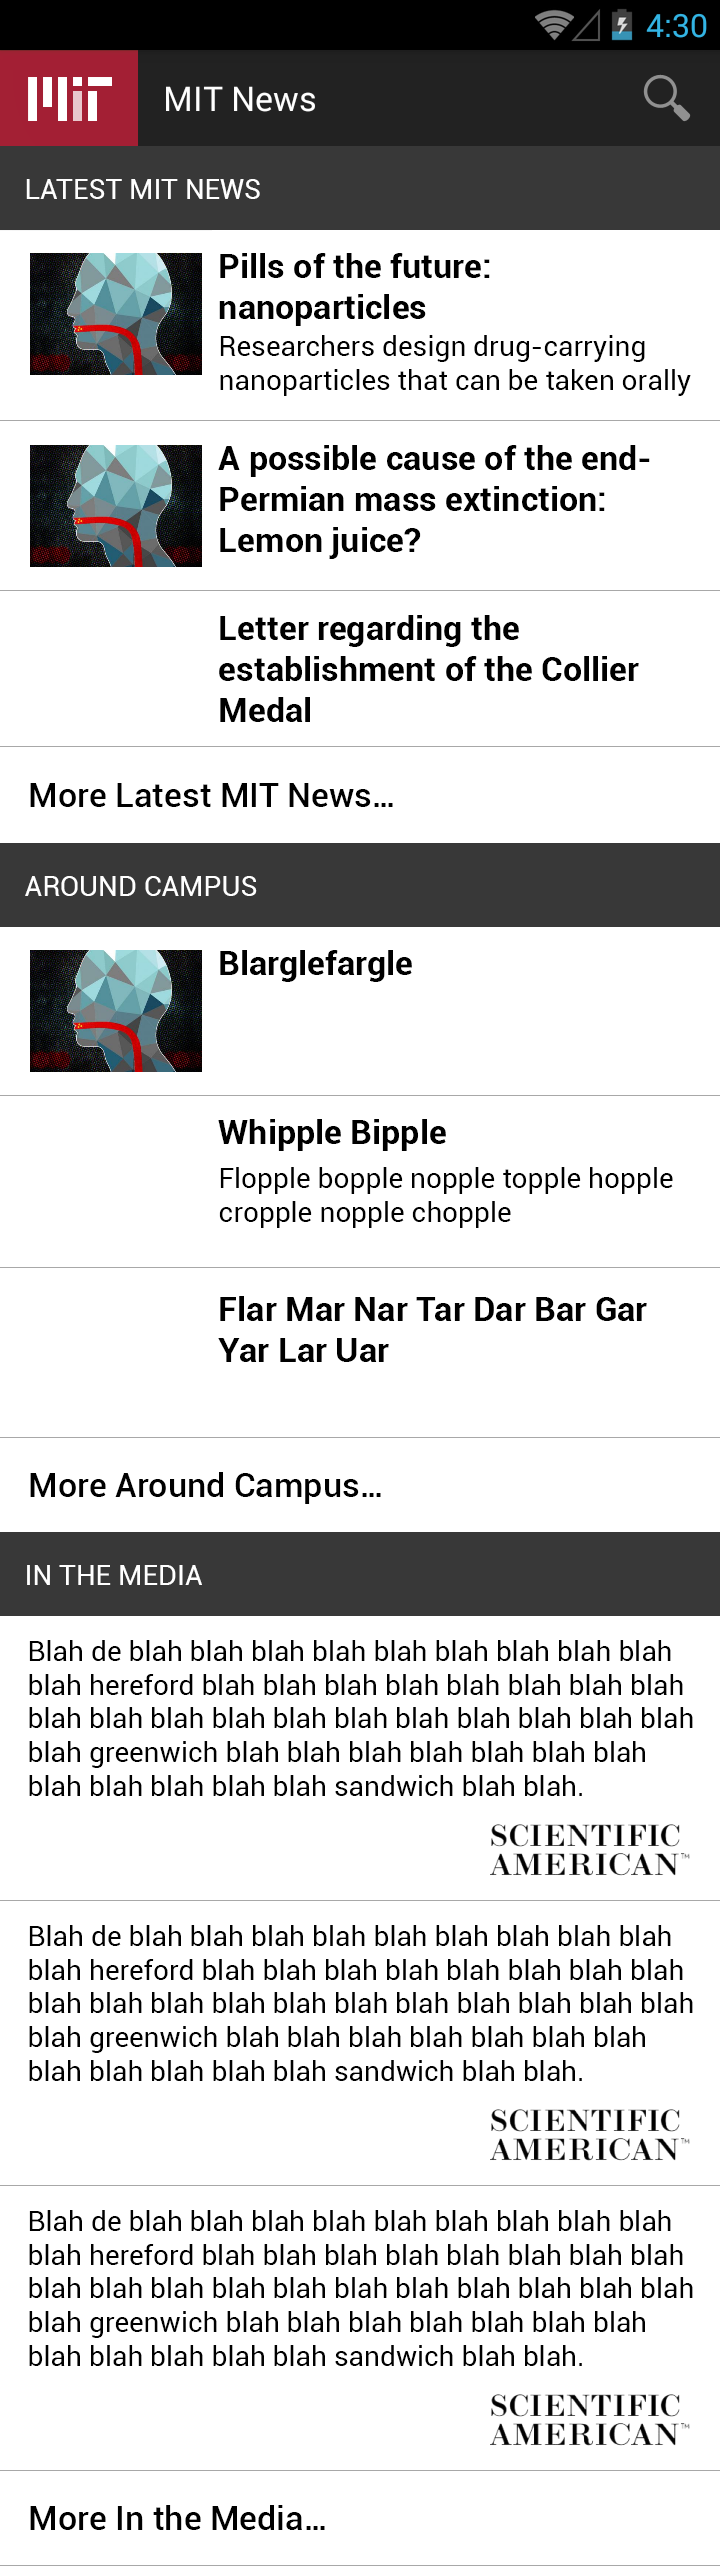 4:30
MIT
MIT News
LATEST MIT NEWS
Pills of the future:
nanoparticles
Researchers design drug-carrying
nanoparticles that can be taken orally
A possible cause of the end-
Permian mass extinction:
Lemon juice?
Letter regarding the
establishment of the Collier
Medal
More Latest MIT News...
AROUND CAMPUS
Blarglefargle
Whipple Bipple
Flopple bopple nopple topple hopple
cropple nopple chopple
Flar Mar Nar Tar Dar Bar Gar
Yar Lar Uar
More Around Campus...
IN THE MEDIA
Blah de blah blah blah blah blah blah blah blah blah
blah hereford blah blah blah blah blah blah blah blah
blah blah blah blah blah blah blah blah blah blah blah
blah greenwich blah blah blah blah blah blah blah
blah blah blah blah blah sandwich blah blah.
SCIENTIFIC
AMERICAN™
Blah de blah blah blah blah blah blah blah blah blah
blah hereford blah blah blah blah blah blah blah blah
blah blah blah blah blah blah blah blah blah blah blah
blah greenwich blah blah blah blah blah blah blah
blah blah blah blah blah sandwich blah blah.
SCIENTIFIC
AMERICAN™
Blah de blah blah blah blah blah blah blah blah blah
blah hereford blah blah blah blah blah blah blah blah
blah blah blah blah blah blah blah blah blah blah blah
blah greenwich blah blah blah blah blah blah blah
blah blah blah blah blah sandwich blah blah.
SCIENTIFIC
AMERICAN™
More In the Media...